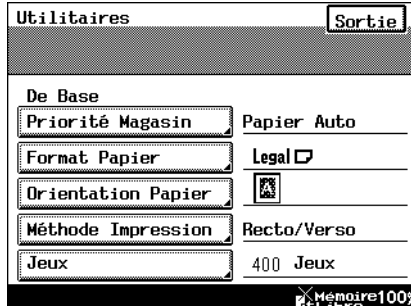 Utilitaires
Sortie
De Base
Priorité Magasin
Papier Auto
Format Papier
Legal
Orientation Papier
Méthode Impression
Recto/Verso
Jeux
400 Jeux
Mémoire100%
Libre